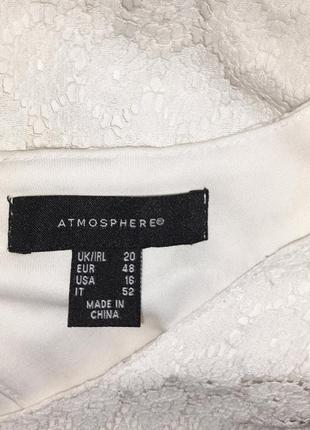 ATMOSPHERE®
UK/IRL 20
EUR 48
USA 16
IT 52
MADE IN
CHINA